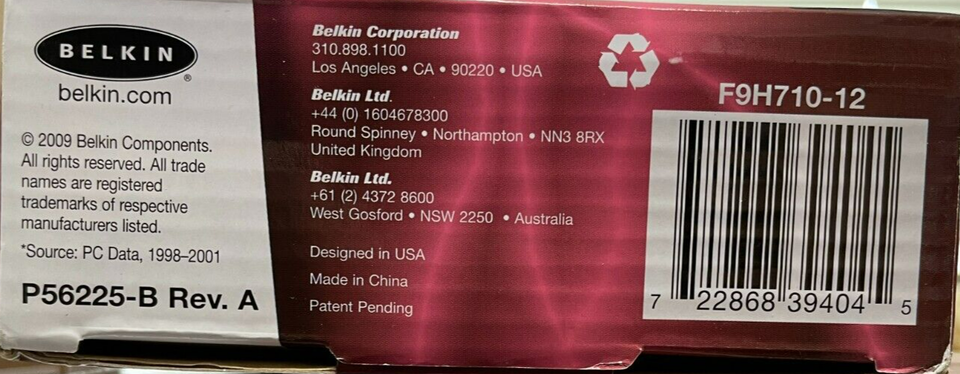 BELKIN
®
belkin.com
© 2009 Belkin Components.
All rights reserved. All trade
names are registered
trademarks of respective
manufacturers listed.
*Source: PC Data, 1998–2001
P56225-B Rev. A
Belkin Corporation
310.898.1100
Los Angeles • CA • 90220 • USA
Belkin Ltd.
+44 (0) 1604678300
Round Spinney • Northampton • NN3 8RX
United Kingdom
Belkin Ltd.
+61 (2) 4372 8600
West Gosford • NSW 2250 • Australia
Designed in USA
Made in China
Patent Pending
F9H710-12
7 22868 39404 5